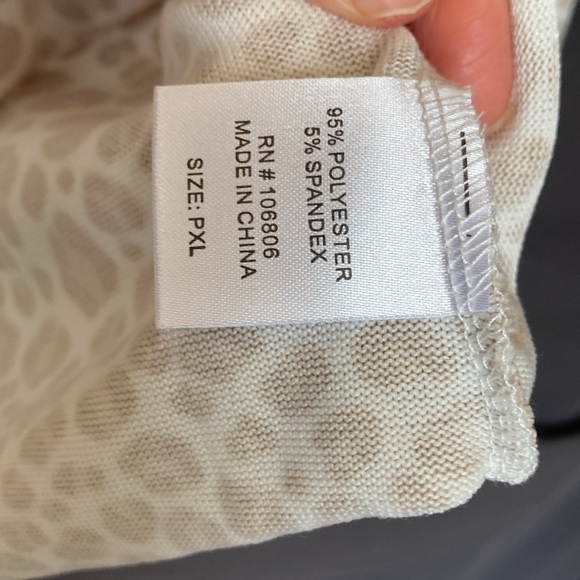 95% POLYESTER
5% SPANDEX
RN # 106806
MADE IN CHINA
SIZE: PXL